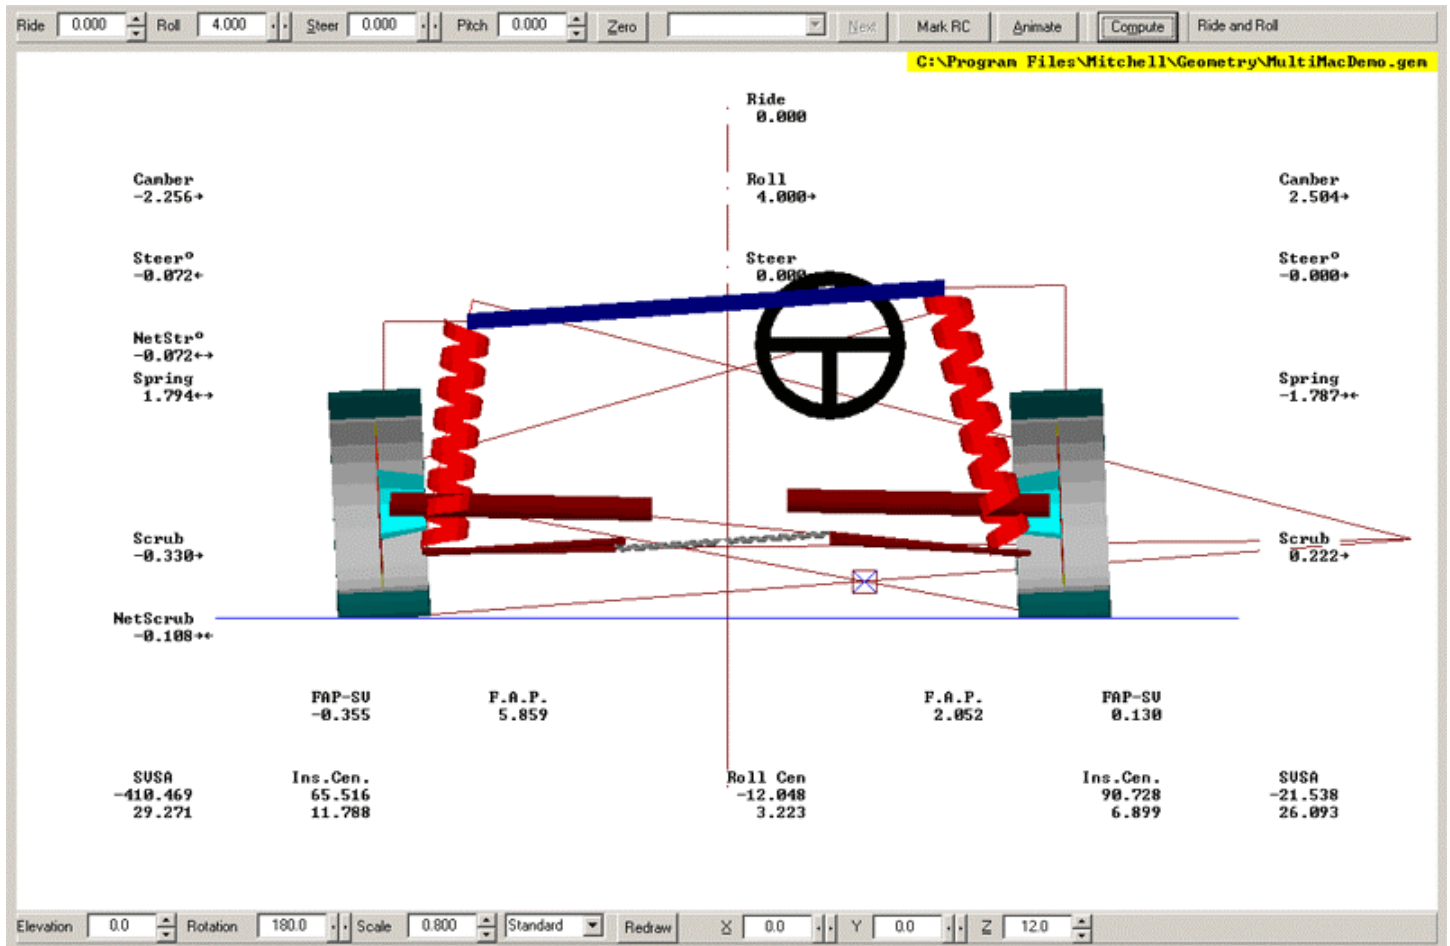 Ride 0.000 Roll 4.000 Steer 0.000 Pitch 0.000 Zero Next Mark RC Animate Compute Ride and Roll
C:\Program Files\Mitchell\Geometry\MultiMacDemo.gem
Ride
0.000
Camber Roll Camber
-2.256→ 4.000→ 2.504→
Steerº Steer Steerº
-0.072← 0.000 -0.000→
NetStrº
-0.072←→
Spring Spring
1.794←→ -1.787→←
Scrub Scrub
-0.330→ 0.222→
NetScrub
-0.108→←
FAP-SV F.A.P. F.A.P. FAP-SV
-0.355 5.859 2.052 0.130
SVSA Ins.Cen. Roll Cen Ins.Cen. SVSA
-410.469 65.516 -12.048 90.728 -21.538
29.271 11.788 3.223 6.899 26.093
Elevation 0.0 Rotation 180.0 Scale 0.800 Standard Redraw X 0.0 Y 0.0 Z 12.0